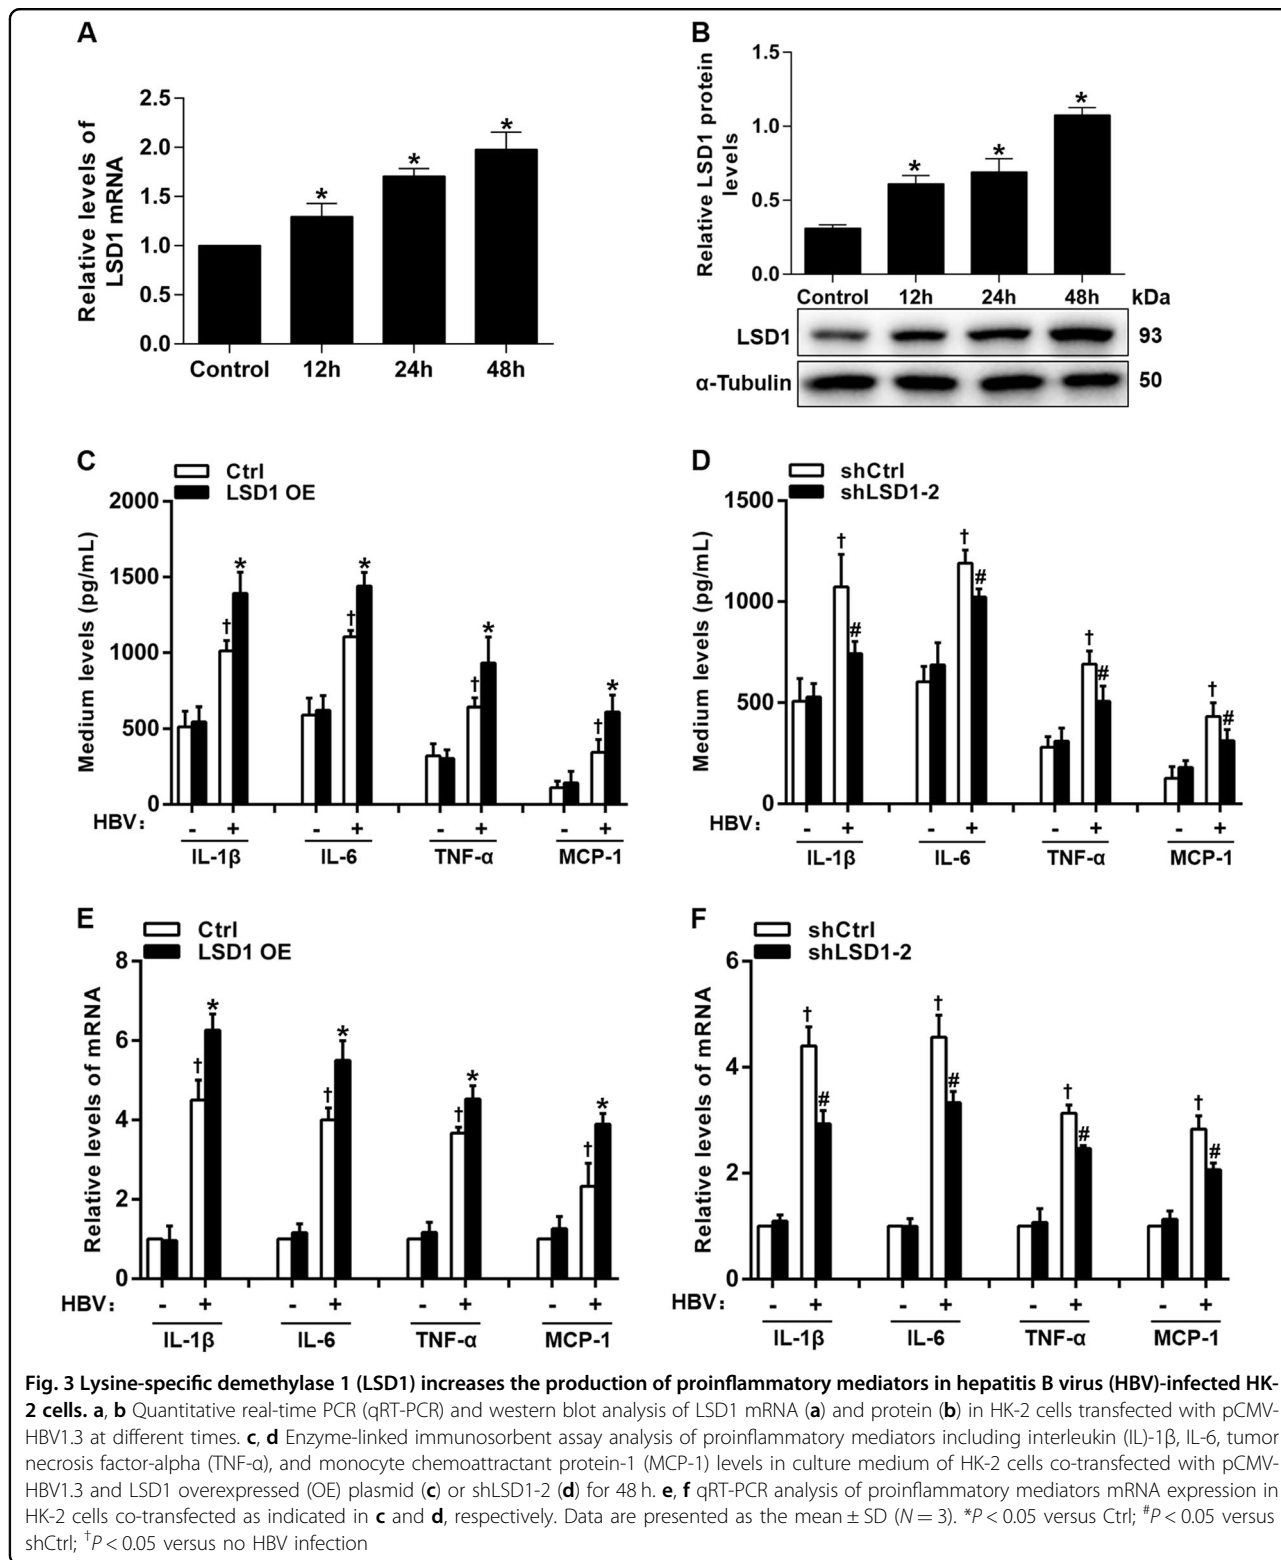 A
Relative levels of
LSD1 mRNA
2.5
2.0
1.5
1.0
0.5
0.0
*
*
*
Control 12h 24h 48h
B
Relative LSD1 protein
levels
1.5
1.0
0.5
0.0
*
*
*
Control 12h 24h 48h kDa
LSD1 93
α-Tubulin 50
C
Ctrl
LSD1 OE
Medium levels (pg/mL)
2000
1500
1000
500
0
† * † * † * † *
HBV: - + - + - + - +
IL-1β IL-6 TNF-α MCP-1
D
shCtrl
shLSD1-2
Medium levels (pg/mL)
1500
1000
500
0
† # † # † # † #
HBV: - + - + - + - +
IL-1β IL-6 TNF-α MCP-1
E
Ctrl
LSD1 OE
Relative levels of mRNA
8
6
4
2
0
† * † * † * † *
HBV: - + - + - + - +
IL-1β IL-6 TNF-α MCP-1
F
shCtrl
shLSD1-2
Relative levels of mRNA
6
4
2
0
† # † # † # † #
HBV: - + - + - + - +
IL-1β IL-6 TNF-α MCP-1
Fig. 3 Lysine-specific demethylase 1 (LSD1) increases the production of proinflammatory mediators in hepatitis B virus (HBV)-infected HK-
2 cells. a, b Quantitative real-time PCR (qRT-PCR) and western blot analysis of LSD1 mRNA (a) and protein (b) in HK-2 cells transfected with pCMV-
HBV1.3 at different times. c, d Enzyme-linked immunosorbent assay analysis of proinflammatory mediators including interleukin (IL)-1β, IL-6, tumor
necrosis factor-alpha (TNF-α), and monocyte chemoattractant protein-1 (MCP-1) levels in culture medium of HK-2 cells co-transfected with pCMV-
HBV1.3 and LSD1 overexpressed (OE) plasmid (c) or shLSD1-2 (d) for 48 h. e, f qRT-PCR analysis of proinflammatory mediators mRNA expression in
HK-2 cells co-transfected as indicated in c and d, respectively. Data are presented as the mean ± SD (N = 3). *P < 0.05 versus Ctrl; #P < 0.05 versus
shCtrl; †P < 0.05 versus no HBV infection